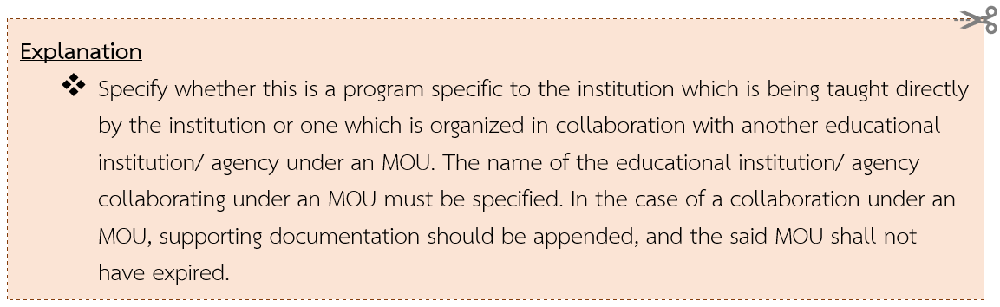 Explanation
❖ Specify whether this is a program specific to the institution which is being taught directly
by the institution or one which is organized in collaboration with another educational
institution/ agency under an MOU. The name of the educational institution/ agency
collaborating under an MOU must be specified. In the case of a collaboration under an
MOU, supporting documentation should be appended, and the said MOU shall not
have expired.